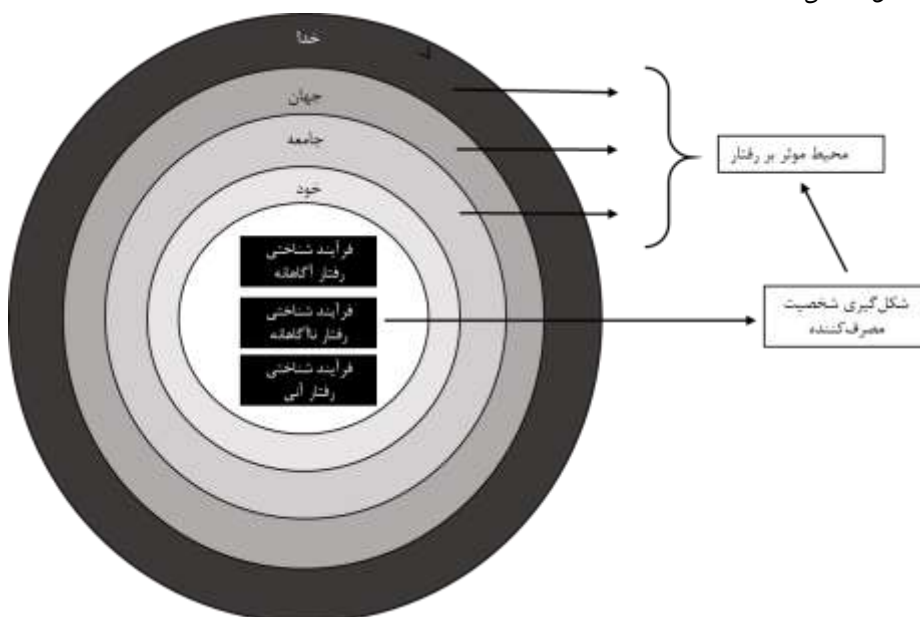 خدا
جهان
جامعه
خود
فرآیند شناختی
رفتار آگاهانه
فرآیند شناختی
رفتار ناآگاهانه
فرآیند شناختی
رفتار آنی
محیط موثر بر رفتار
شکل‌گیری شخصیت
مصرف‌کننده